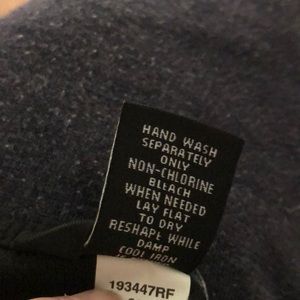 HAND WASH
SEPARATELY
ONLY
NON-CHLORINE
BLEACH
WHEN NEEDED
LAY FLAT
TO DRY
RESHAPE WHILE
DAMP
COOL IRON
193447RF